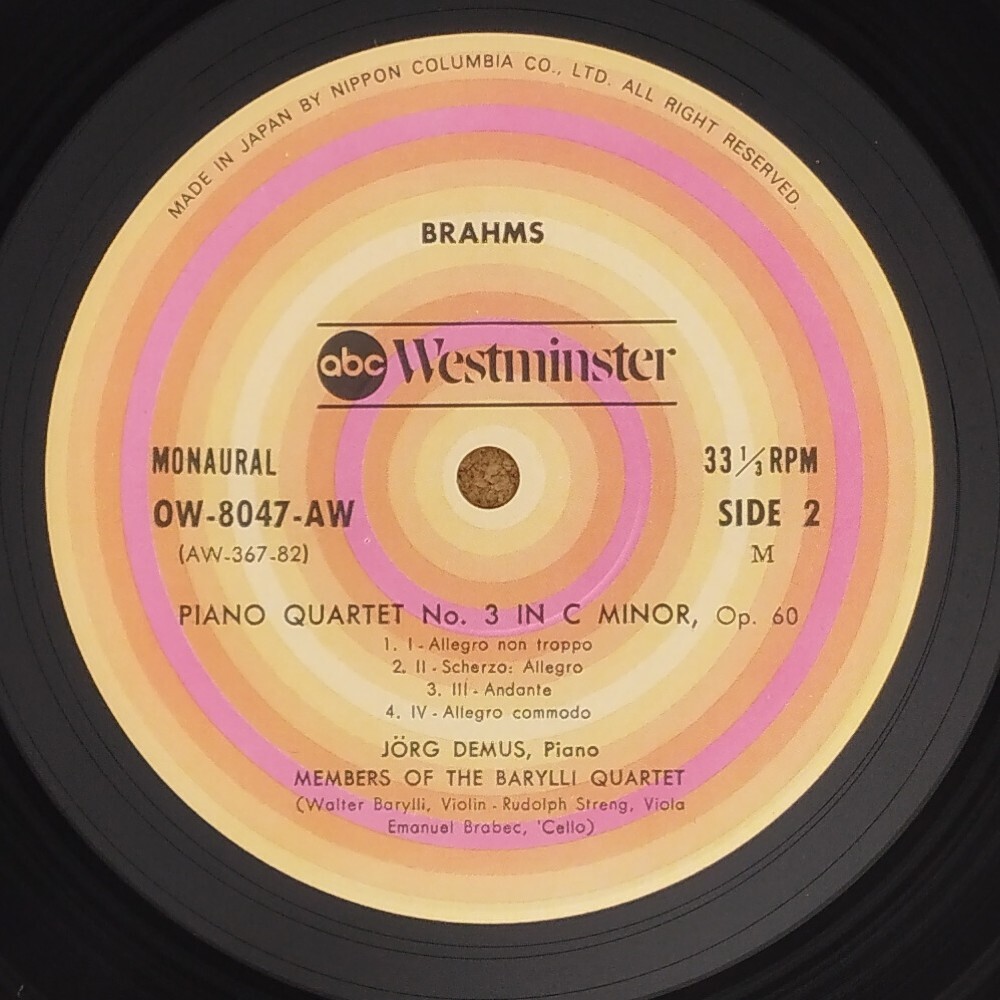 MADE IN JAPAN BY NIPPON COLUMBIA CO., LTD. ALL RIGHT RESERVED.
BRAHMS
abc Westminster
MONAURAL 33 1/3 RPM
OW-8047-AW SIDE 2
(AW-367-82) M
PIANO QUARTET No. 3 IN C MINOR, Op. 60
1. I - Allegro non troppo
2. II - Scherzo: Allegro
3. III - Andante
4. IV - Allegro commodo
JÖRG DEMUS, Piano
MEMBERS OF THE BARYLLI QUARTET
(Walter Barylli, Violin - Rudolph Streng, Viola
Emanuel Brabec, 'Cello)